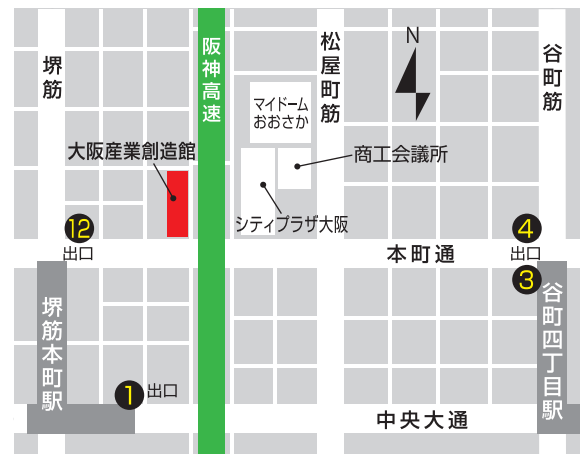 堺筋
阪神高速
松屋町筋
N
谷町筋
マイドーム
おおさか
大阪産業創造館
商工会議所
シティプラザ大阪
12
出口
本町通
4
出口
3
堺筋本町駅
谷町四丁目駅
1
出口
中央大通